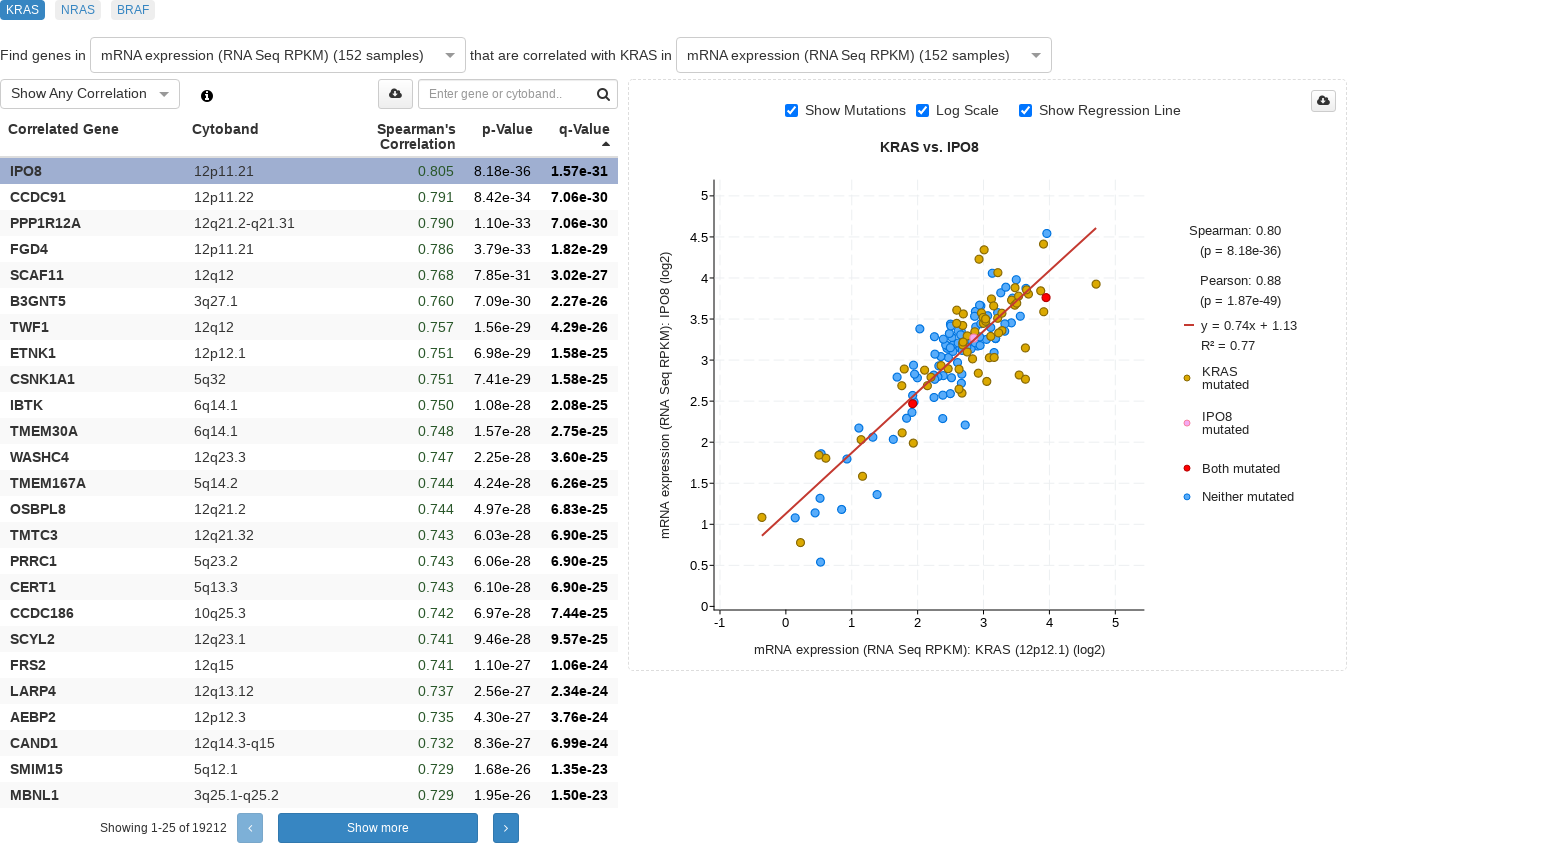 KRAS NRAS BRAF
Find genes in mRNA expression (RNA Seq RPKM) (152 samples) that are correlated with KRAS in mRNA expression (RNA Seq RPKM) (152 samples)
Show Any Correlation
Enter gene or cytoband..
Correlated Gene Cytoband Spearman's Correlation p-Value q-Value
IPO8 12p11.21 0.805 8.18e-36 1.57e-31
CCDC91 12p11.22 0.791 8.42e-34 7.06e-30
PPP1R12A 12q21.2-q21.31 0.790 1.10e-33 7.06e-30
FGD4 12p11.21 0.786 3.79e-33 1.82e-29
SCAF11 12q12 0.768 7.85e-31 3.02e-27
B3GNT5 3q27.1 0.760 7.09e-30 2.27e-26
TWF1 12q12 0.757 1.56e-29 4.29e-26
ETNK1 12p12.1 0.751 6.98e-29 1.58e-25
CSNK1A1 5q32 0.751 7.41e-29 1.58e-25
IBTK 6q14.1 0.750 1.08e-28 2.08e-25
TMEM30A 6q14.1 0.748 1.57e-28 2.75e-25
WASHC4 12q23.3 0.747 2.25e-28 3.60e-25
TMEM167A 5q14.2 0.744 4.24e-28 6.26e-25
OSBPL8 12q21.2 0.744 4.97e-28 6.83e-25
TMTC3 12q21.32 0.743 6.03e-28 6.90e-25
PRRC1 5q23.2 0.743 6.06e-28 6.90e-25
CERT1 5q13.3 0.743 6.10e-28 6.90e-25
CCDC186 10q25.3 0.742 6.97e-28 7.44e-25
SCYL2 12q23.1 0.741 9.46e-28 9.57e-25
FRS2 12q15 0.741 1.10e-27 1.06e-24
LARP4 12q13.12 0.737 2.56e-27 2.34e-24
AEBP2 12p12.3 0.735 4.30e-27 3.76e-24
CAND1 12q14.3-q15 0.732 8.36e-27 6.99e-24
SMIM15 5q12.1 0.729 1.68e-26 1.35e-23
MBNL1 3q25.1-q25.2 0.729 1.95e-26 1.50e-23
Showing 1-25 of 19212 Show more
Show Mutations Log Scale Show Regression Line
KRAS vs. IPO8
mRNA expression (RNA Seq RPKM): IPO8 (log2)
5
4.5
4
3.5
3
2.5
2
1.5
1
0.5
0
-1 0 1 2 3 4 5
mRNA expression (RNA Seq RPKM): KRAS (12p12.1) (log2)
Spearman: 0.80
(p = 8.18e-36)
Pearson: 0.88
(p = 1.87e-49)
y = 0.74x + 1.13
R² = 0.77
KRAS
mutated
IPO8
mutated
Both mutated
Neither mutated